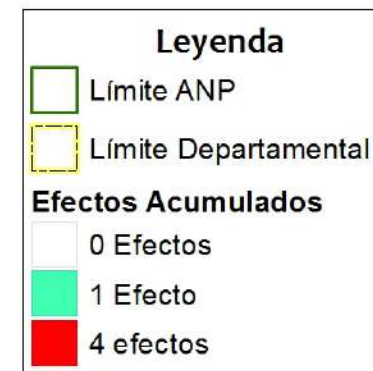 Leyenda
Límite ANP
Límite Departamental
Efectos Acumulados
0 Efectos
1 Efecto
4 efectos